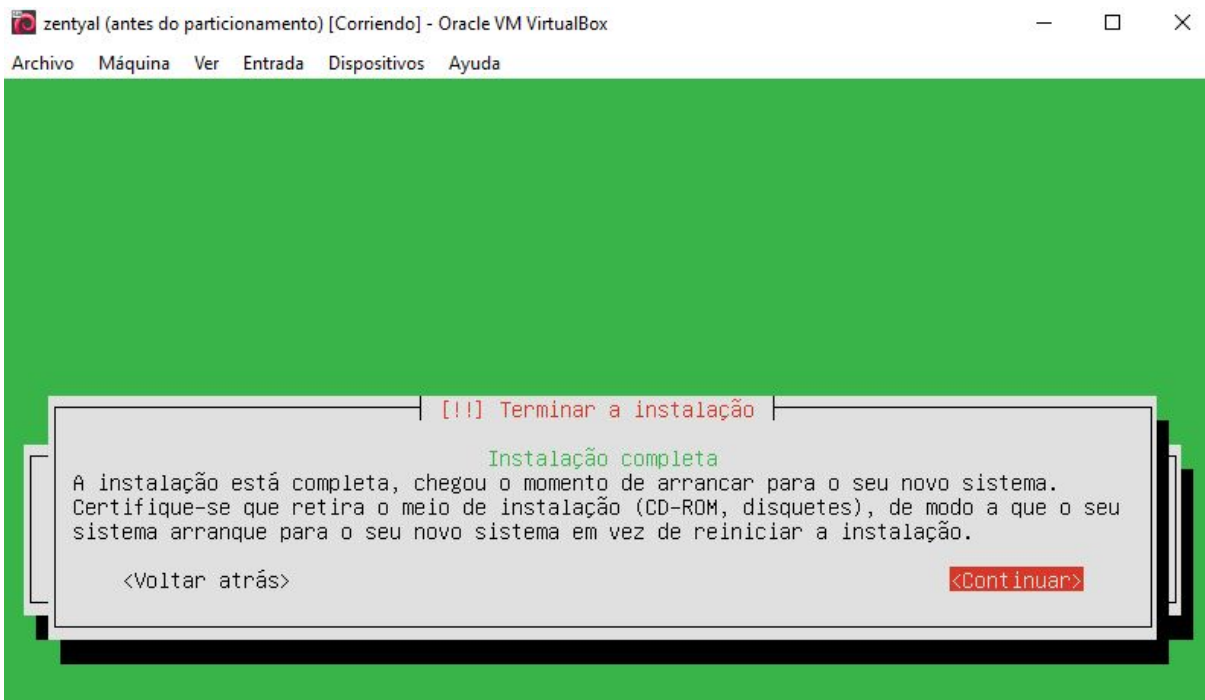 zentyal (antes do particionamento) [Corriendo] - Oracle VM VirtualBox
Archivo Máquina Ver Entrada Dispositivos Ayuda
[!!] Terminar a instalação
Instalação completa
A instalação está completa, chegou o momento de arrancar para o seu novo sistema.
Certifique-se que retira o meio de instalação (CD-ROM, disquetes), de modo a que o seu
sistema arranque para o seu novo sistema em vez de reiniciar a instalação.
<Voltar atrás> <Continuar>